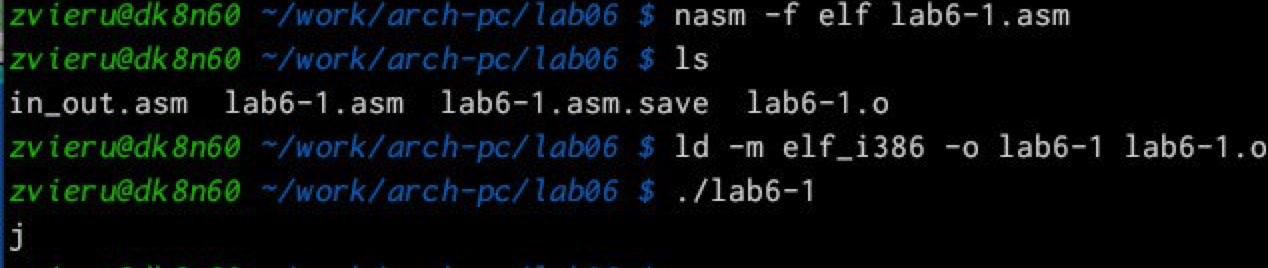 zvieru@dk8n60 ~/work/arch-pc/lab06 $ nasm -f elf lab6-1.asm
zvieru@dk8n60 ~/work/arch-pc/lab06 $ ls
in_out.asm  lab6-1.asm  lab6-1.asm.save  lab6-1.o
zvieru@dk8n60 ~/work/arch-pc/lab06 $ ld -m elf_i386 -o lab6-1 lab6-1.o
zvieru@dk8n60 ~/work/arch-pc/lab06 $ ./lab6-1
j